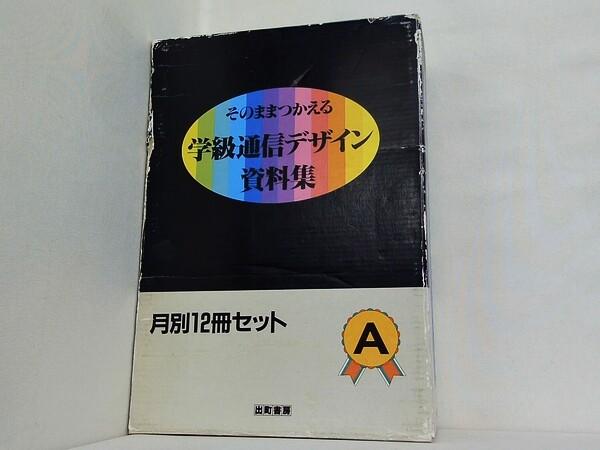 そのままつかえる
学級通信デザイン
資料集
月別12冊セット
A
出町書房